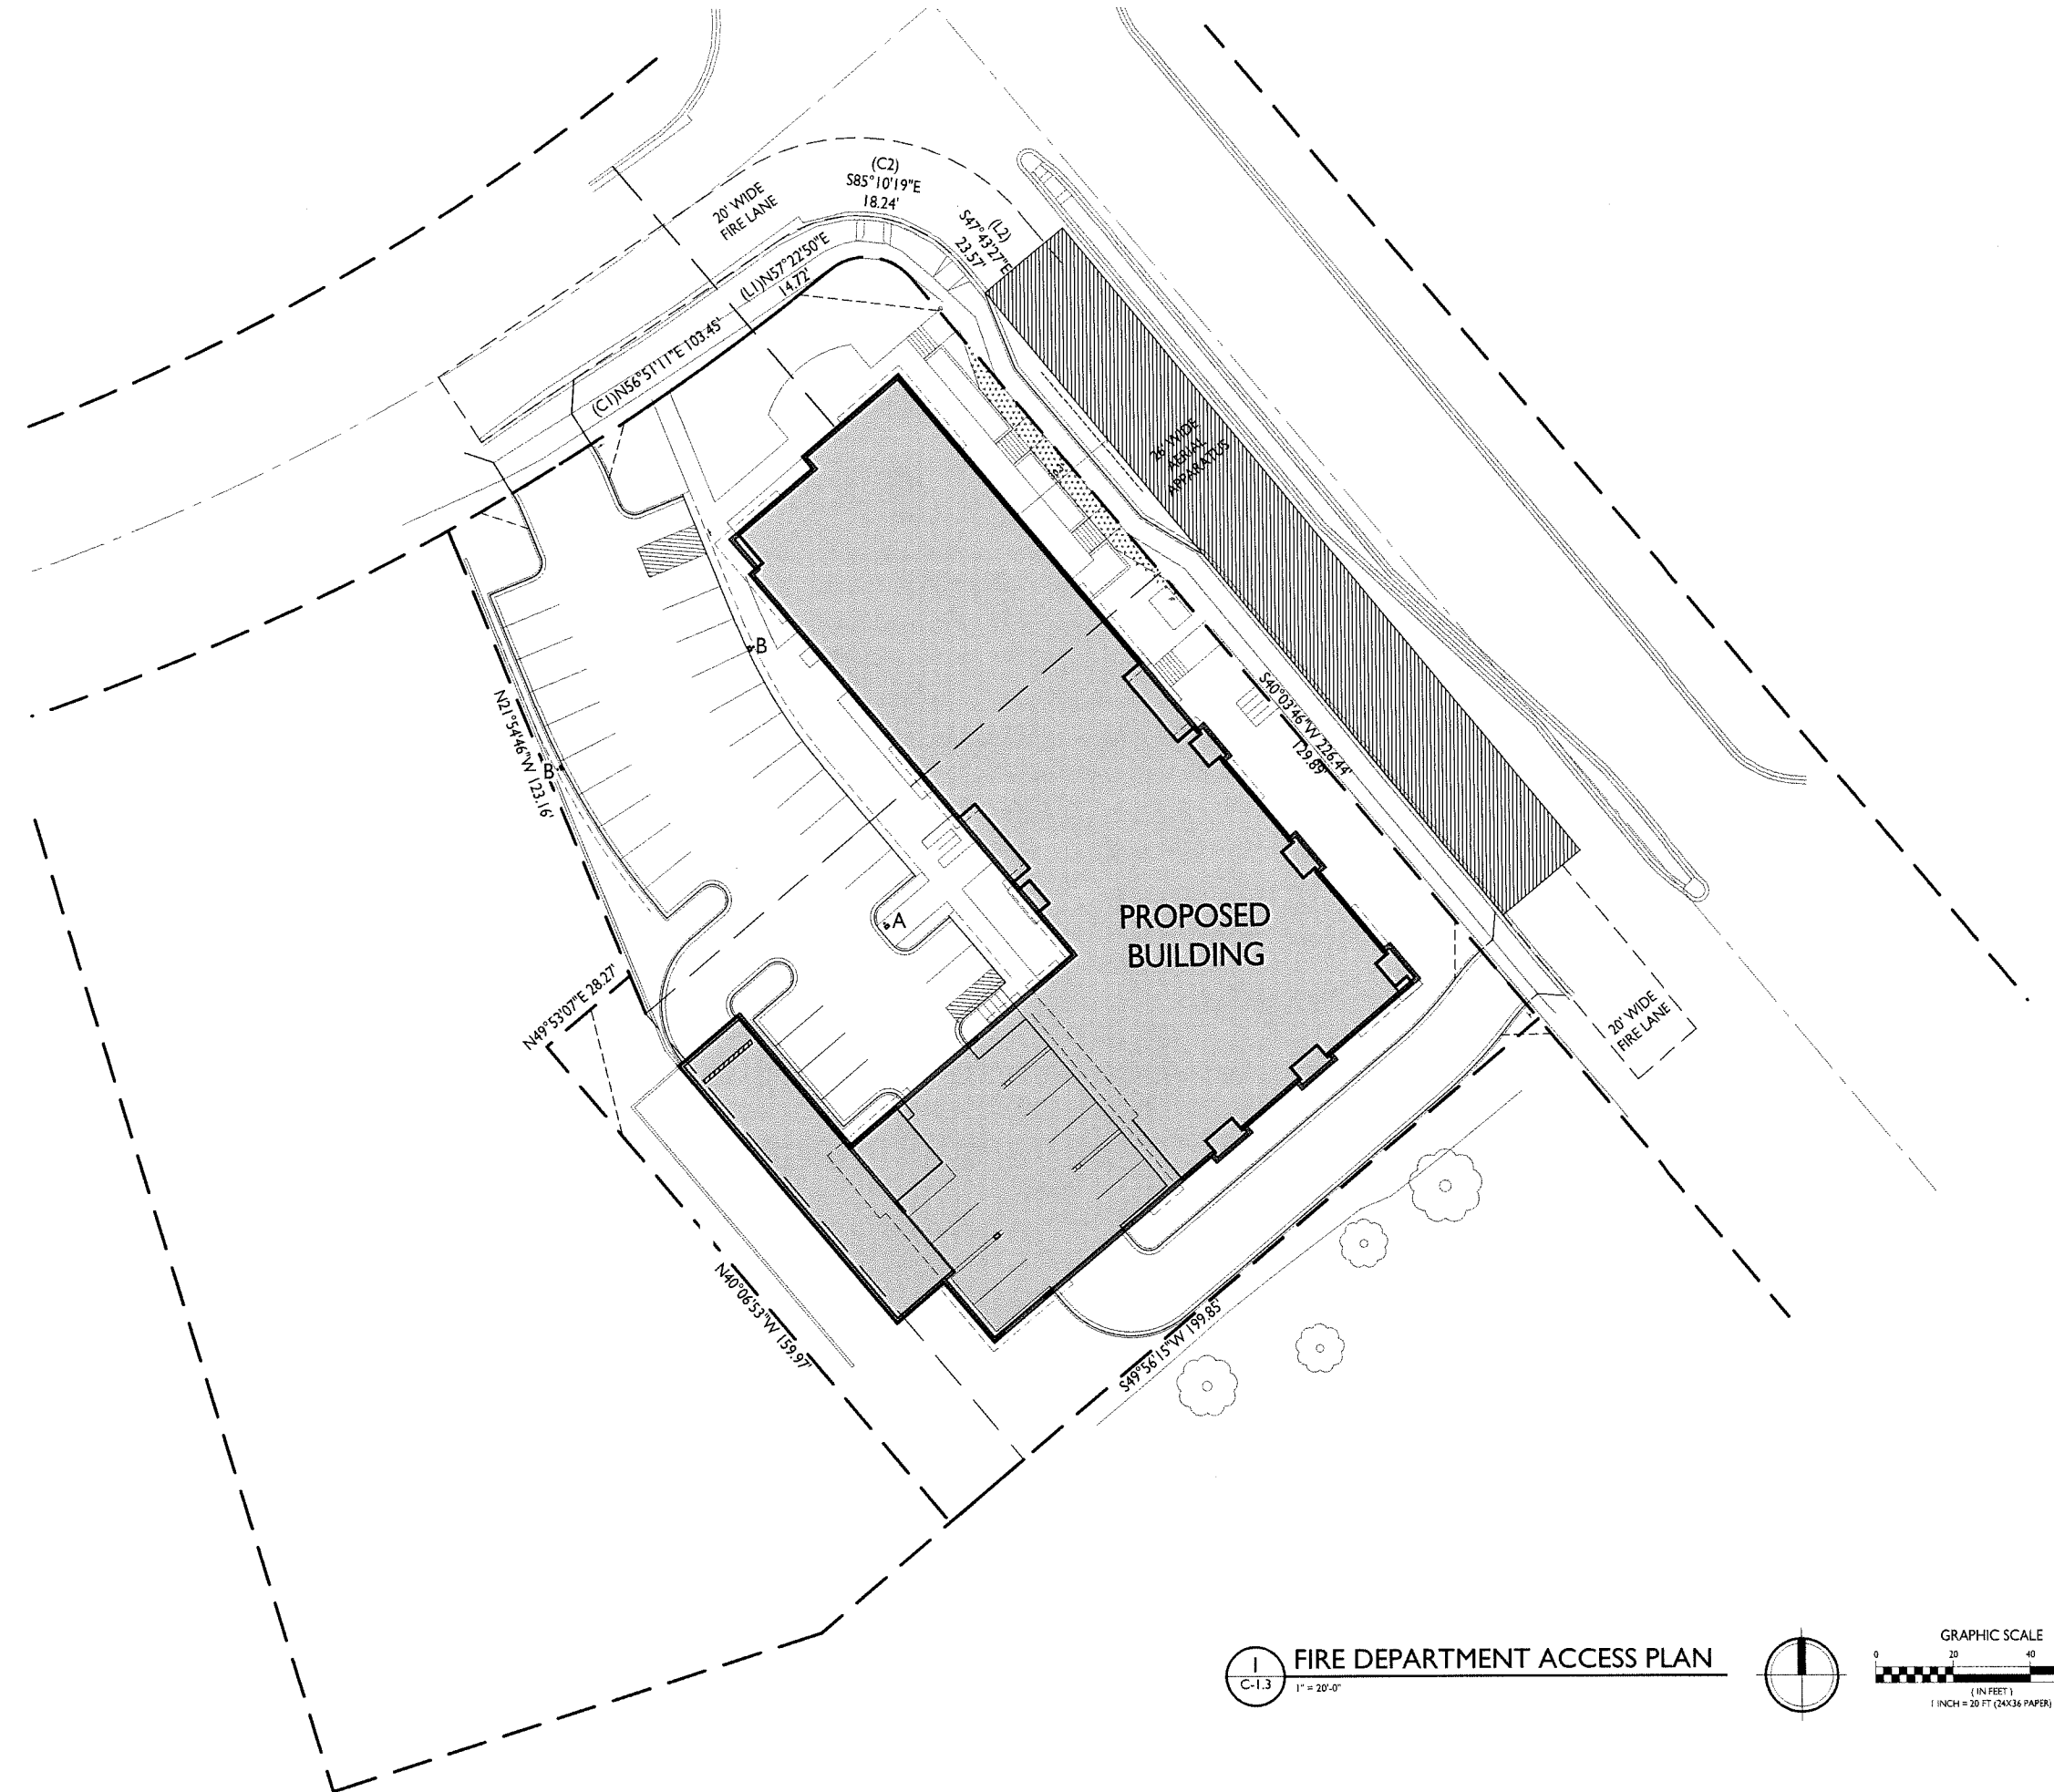 (C2)
S85°10'19"E
18.24'
20' WIDE
FIRE LANE
(L2)
S47°43'27"E
23.57'
(L1)N57°22'50"E
14.72'
(C1)N56°51'11"E 103.45'
26' WIDE
AERIAL
APPARATUS
B
N21°54'46"W 123.16'
B
S40°03'46"W 226.44'
129.89'
A
PROPOSED
BUILDING
N49°53'07"E 28.27'
20' WIDE
FIRE LANE
N40°06'53"W 159.97'
S49°56'15"W 199.85'
1
C-1.3
FIRE DEPARTMENT ACCESS PLAN
1" = 20'-0"
GRAPHIC SCALE
0 20 40
( IN FEET )
1 INCH = 20 FT (24X36 PAPER)